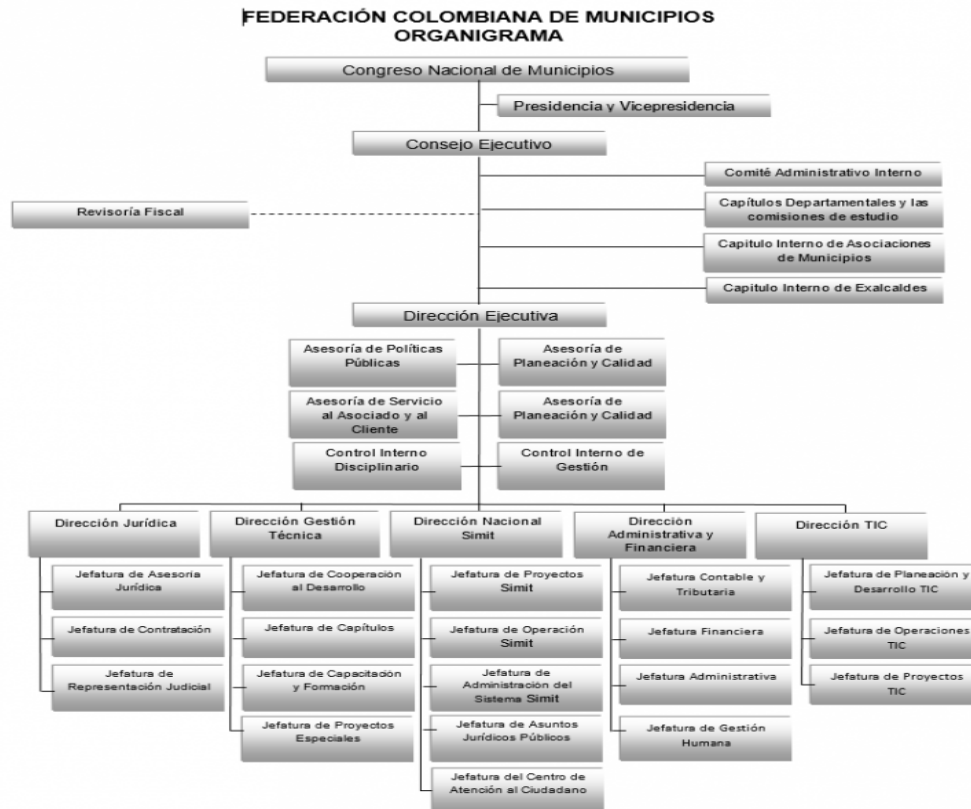 FEDERACIÓN COLOMBIANA DE MUNICIPIOS
ORGANIGRAMA
Congreso Nacional de Municipios
Presidencia y Vicepresidencia
Consejo Ejecutivo
Comité Administrativo Interno
Revisoría Fiscal
Capítulos Departamentales y las
comisiones de estudio
Capitulo Interno de Asociaciones
de Municipios
Capitulo Interno de Exalcaldes
Dirección Ejecutiva
Asesoría de Políticas
Públicas
Asesoría de
Planeación y Calidad
Asesoría de Servicio
al Asociado y al
Cliente
Asesoría de
Planeación y Calidad
Control Interno
Disciplinario
Control Interno de
Gestión
Dirección Jurídica
Dirección Gestión
Técnica
Dirección Nacional
Simit
Dirección
Administrativa y
Financiera
Dirección TIC
Jefatura de Asesoría
Jurídica
Jefatura de Contratación
Jefatura de
Representación Judicial
Jefatura de Cooperación
al Desarrollo
Jefatura de Capítulos
Jefatura de Capacitación
y Formación
Jefatura de Proyectos
Especiales
Jefatura de Proyectos
Simit
Jefatura de Operación
Simit
Jefatura de
Administración del
Sistema Simit
Jefatura de Asuntos
Jurídicos Públicos
Jefatura del Centro de
Atención al Ciudadano
Jefatura Contable y
Tributaria
Jefatura Financiera
Jefatura Administrativa
Jefatura de Gestión
Humana
Jefatura de Planeación y
Desarrollo TIC
Jefatura de Operaciones
TIC
Jefatura de Proyectos
TIC